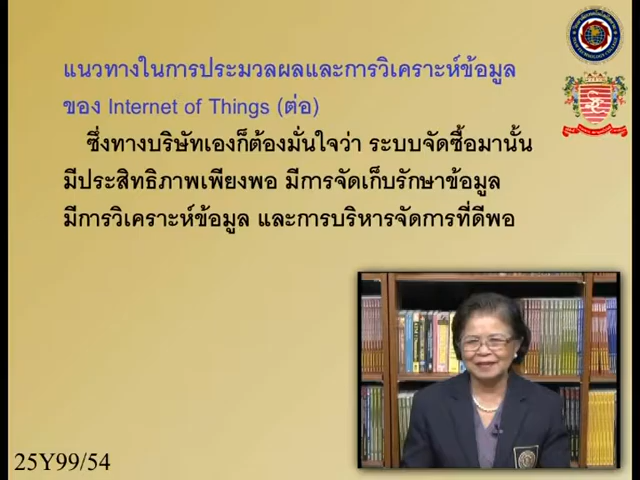 แนวทางในการประมวลผลและการวิเคราะห์ข้อมูล
ของ Internet of Things (ต่อ)
ซึ่งทางบริษัทเองก็ต้องมั่นใจว่า ระบบจัดซื้อมานั้น
มีประสิทธิภาพเพียงพอ มีการจัดเก็บรักษาข้อมูล
มีการวิเคราะห์ข้อมูล และการบริหารจัดการที่ดีพอ
25Y99/54